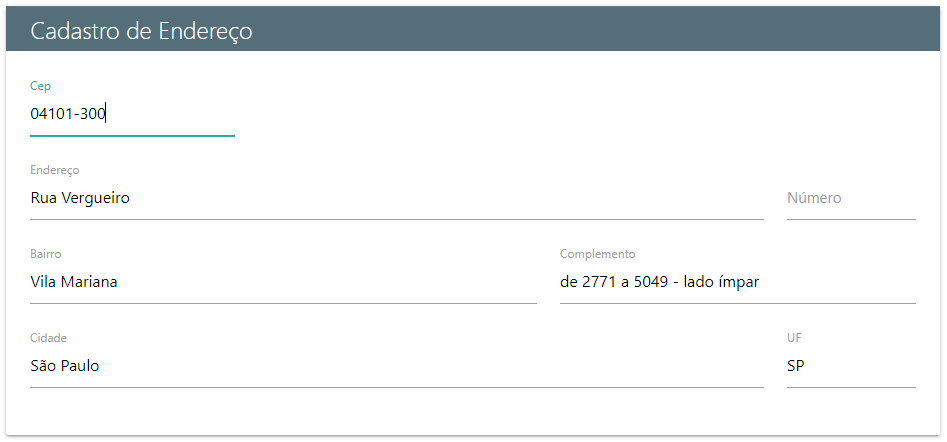 Cadastro de Endereço
Cep
04101-300
Endereço
Rua Vergueiro
Número
Bairro
Complemento
Vila Mariana
de 2771 a 5049 - lado ímpar
Cidade
UF
São Paulo
SP